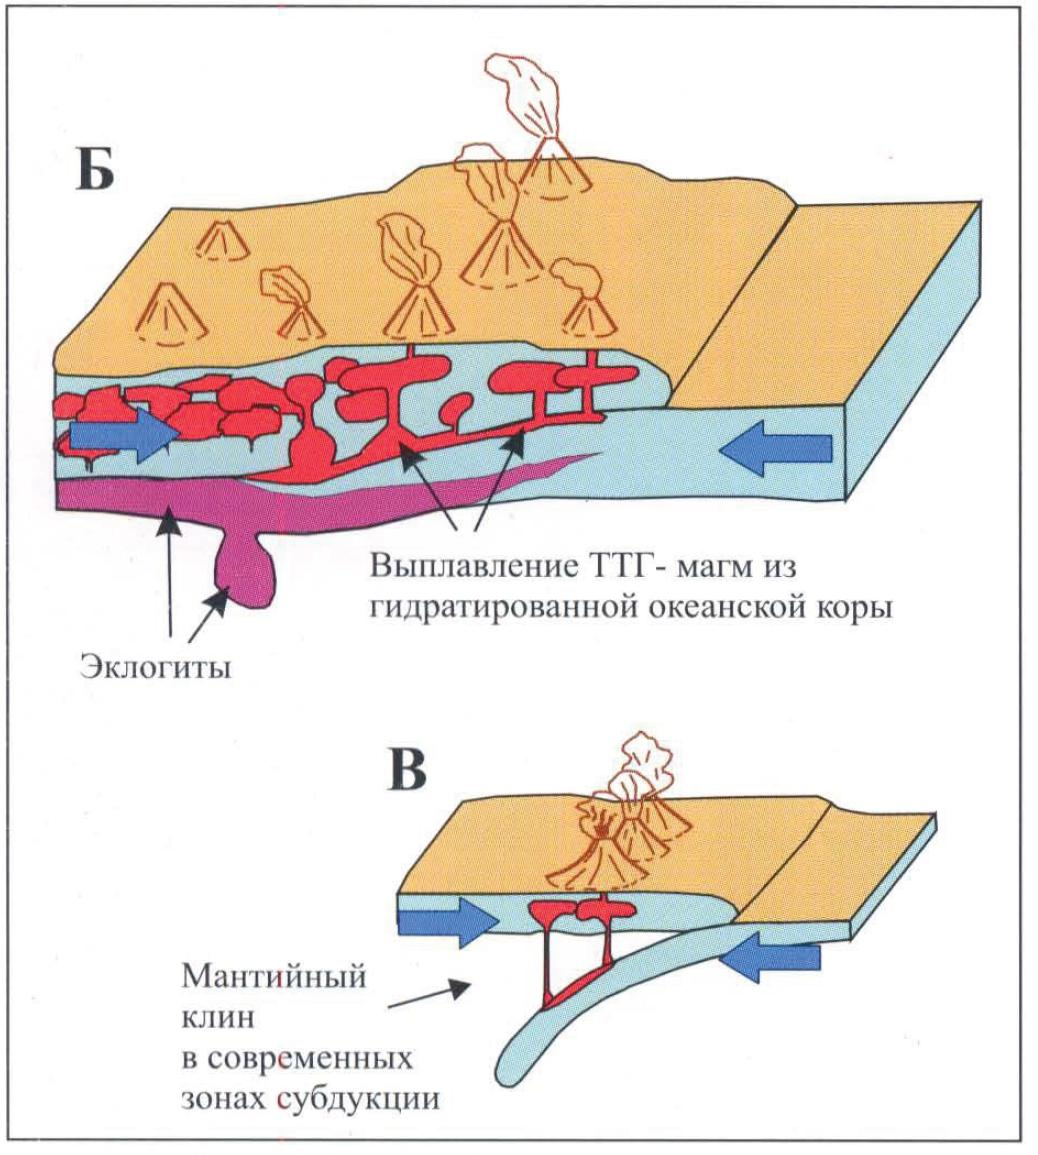 Б
Выплавление ТТГ- магм из
гидратированной океанской коры
Эклогиты
В
Мантийный
клин
в современных
зонах субдукции